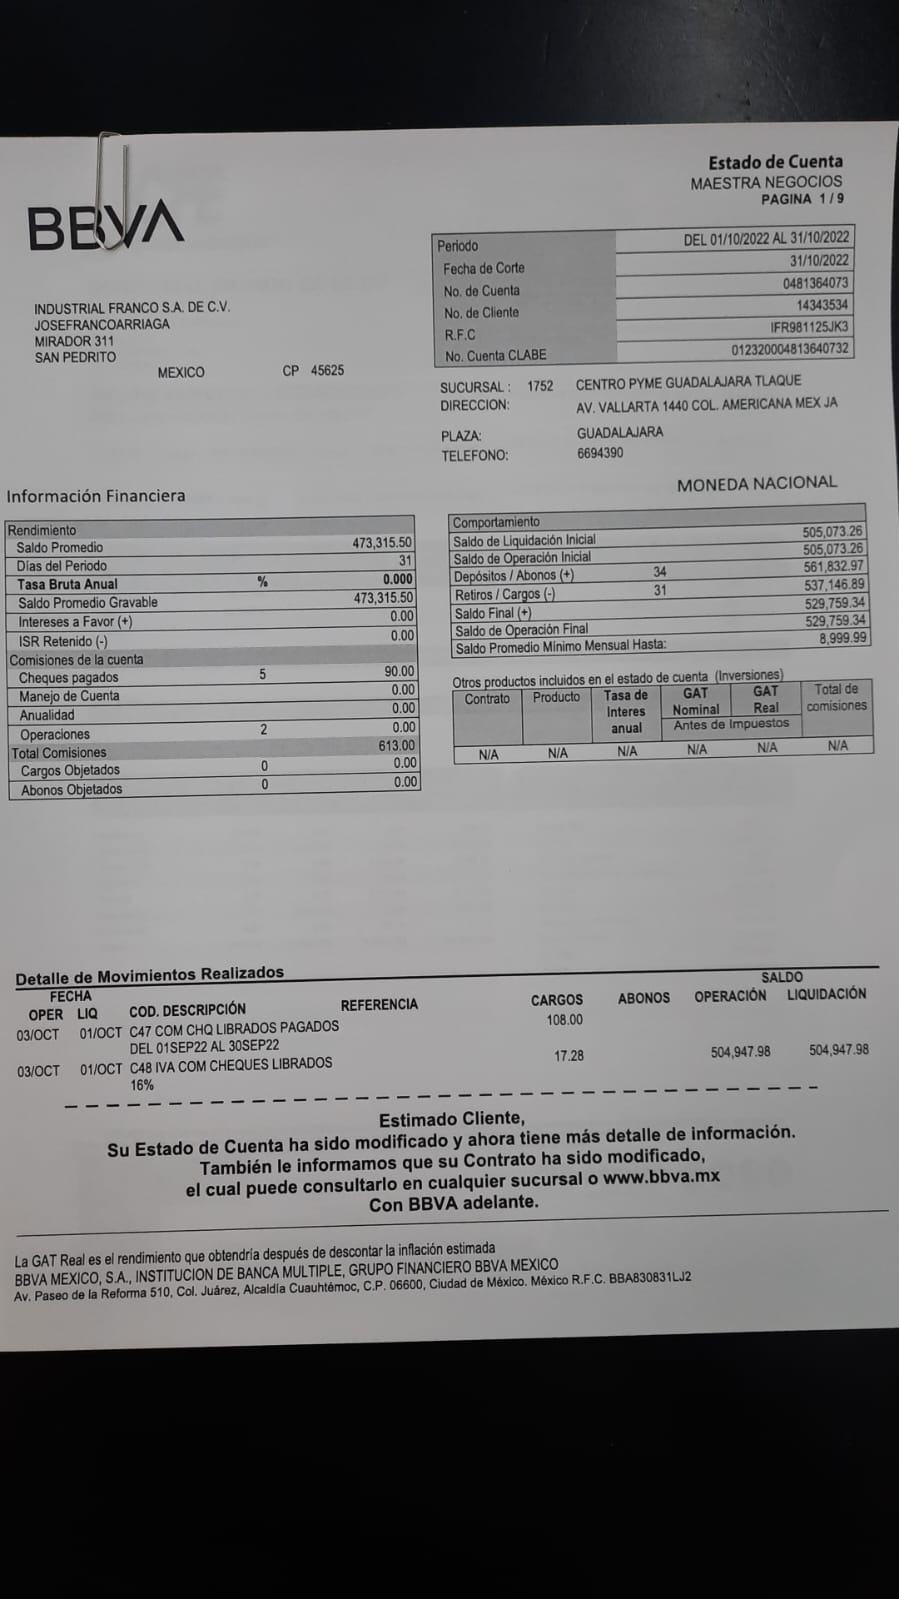 Estado de Cuenta
MAESTRA NEGOCIOS
PAGINA 1 / 9
BBVA
Periodo DEL 01/10/2022 AL 31/10/2022
Fecha de Corte 31/10/2022
No. de Cuenta 0481364073
No. de Cliente 14343534
R.F.C IFR981125JK3
No. Cuenta CLABE 012320004813640732
INDUSTRIAL FRANCO S.A. DE C.V.
JOSEFRANCOARRIAGA
MIRADOR 311
SAN PEDRITO
MEXICO CP 45625
SUCURSAL : 1752 CENTRO PYME GUADALAJARA TLAQUE
DIRECCION: AV. VALLARTA 1440 COL. AMERICANA MEX JA
PLAZA: GUADALAJARA
TELEFONO: 6694390
Información Financiera
MONEDA NACIONAL
Rendimiento
Saldo Promedio 473,315.50
Días del Periodo 31
Tasa Bruta Anual % 0.000
Saldo Promedio Gravable 473,315.50
Intereses a Favor (+) 0.00
ISR Retenido (-) 0.00
Comisiones de la cuenta
Cheques pagados 5 90.00
Manejo de Cuenta 0.00
Anualidad 0.00
Operaciones 2 0.00
Total Comisiones 613.00
Cargos Objetados 0 0.00
Abonos Objetados 0 0.00
Comportamiento
Saldo de Liquidación Inicial 505,073.26
Saldo de Operación Inicial 505,073.26
Depósitos / Abonos (+) 34 561,832.97
Retiros / Cargos (-) 31 537,146.89
Saldo Final (+) 529,759.34
Saldo de Operación Final 529,759.34
Saldo Promedio Minimo Mensual Hasta: 8,999.99
Otros productos incluidos en el estado de cuenta (Inversiones)
Contrato Producto Tasa de Interes anual GAT Nominal GAT Real Total de comisiones
Antes de Impuestos
N/A N/A N/A N/A N/A N/A
Detalle de Movimientos Realizados
FECHA SALDO
OPER LIQ COD. DESCRIPCIÓN REFERENCIA CARGOS ABONOS OPERACIÓN LIQUIDACIÓN
03/OCT 01/OCT C47 COM CHQ LIBRADOS PAGADOS 108.00
DEL 01SEP22 AL 30SEP22
03/OCT 01/OCT C48 IVA COM CHEQUES LIBRADOS 17.28 504,947.98 504,947.98
16%
Estimado Cliente,
Su Estado de Cuenta ha sido modificado y ahora tiene más detalle de información.
También le informamos que su Contrato ha sido modificado,
el cual puede consultarlo en cualquier sucursal o www.bbva.mx
Con BBVA adelante.
La GAT Real es el rendimiento que obtendría después de descontar la inflación estimada
BBVA MEXICO, S.A., INSTITUCION DE BANCA MULTIPLE, GRUPO FINANCIERO BBVA MEXICO
Av. Paseo de la Reforma 510, Col. Juárez, Alcaldía Cuauhtémoc, C.P. 06600, Ciudad de México. México R.F.C. BBA830831LJ2